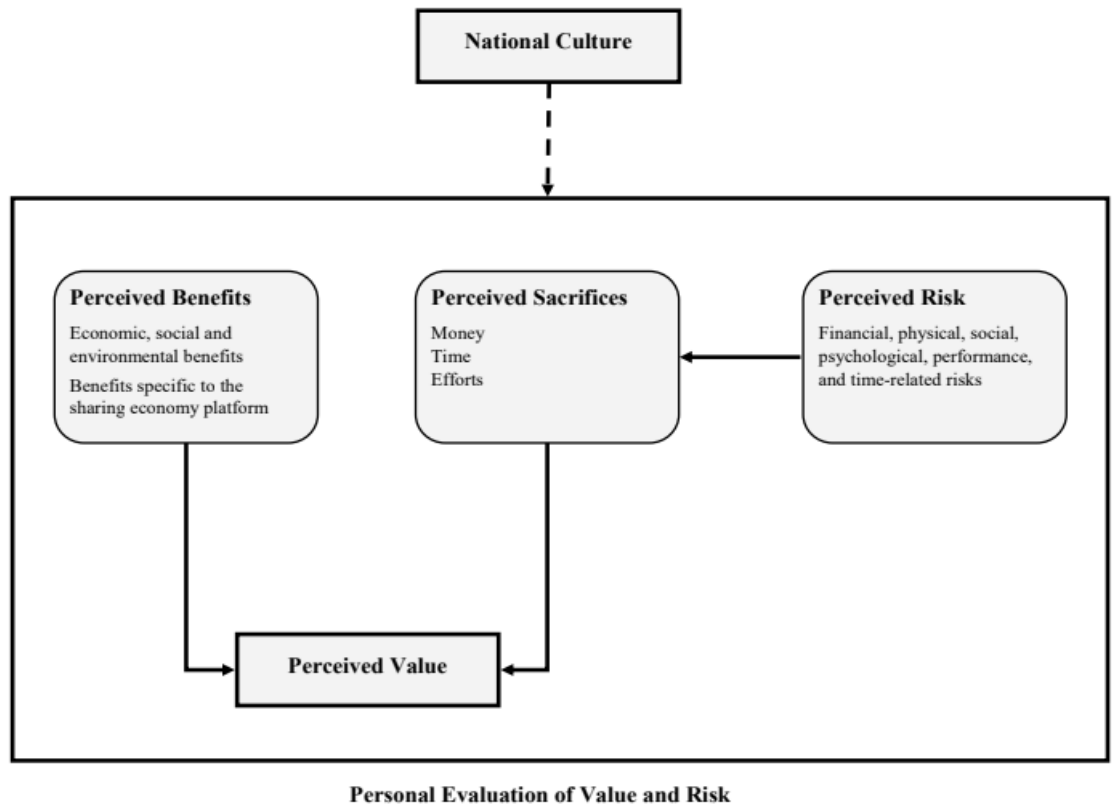 National Culture
Perceived Benefits
Economic, social and
environmental benefits
Benefits specific to the
sharing economy platform
Perceived Sacrifices
Money
Time
Efforts
Perceived Risk
Financial, physical, social,
psychological, performance,
and time-related risks
Perceived Value
Personal Evaluation of Value and Risk